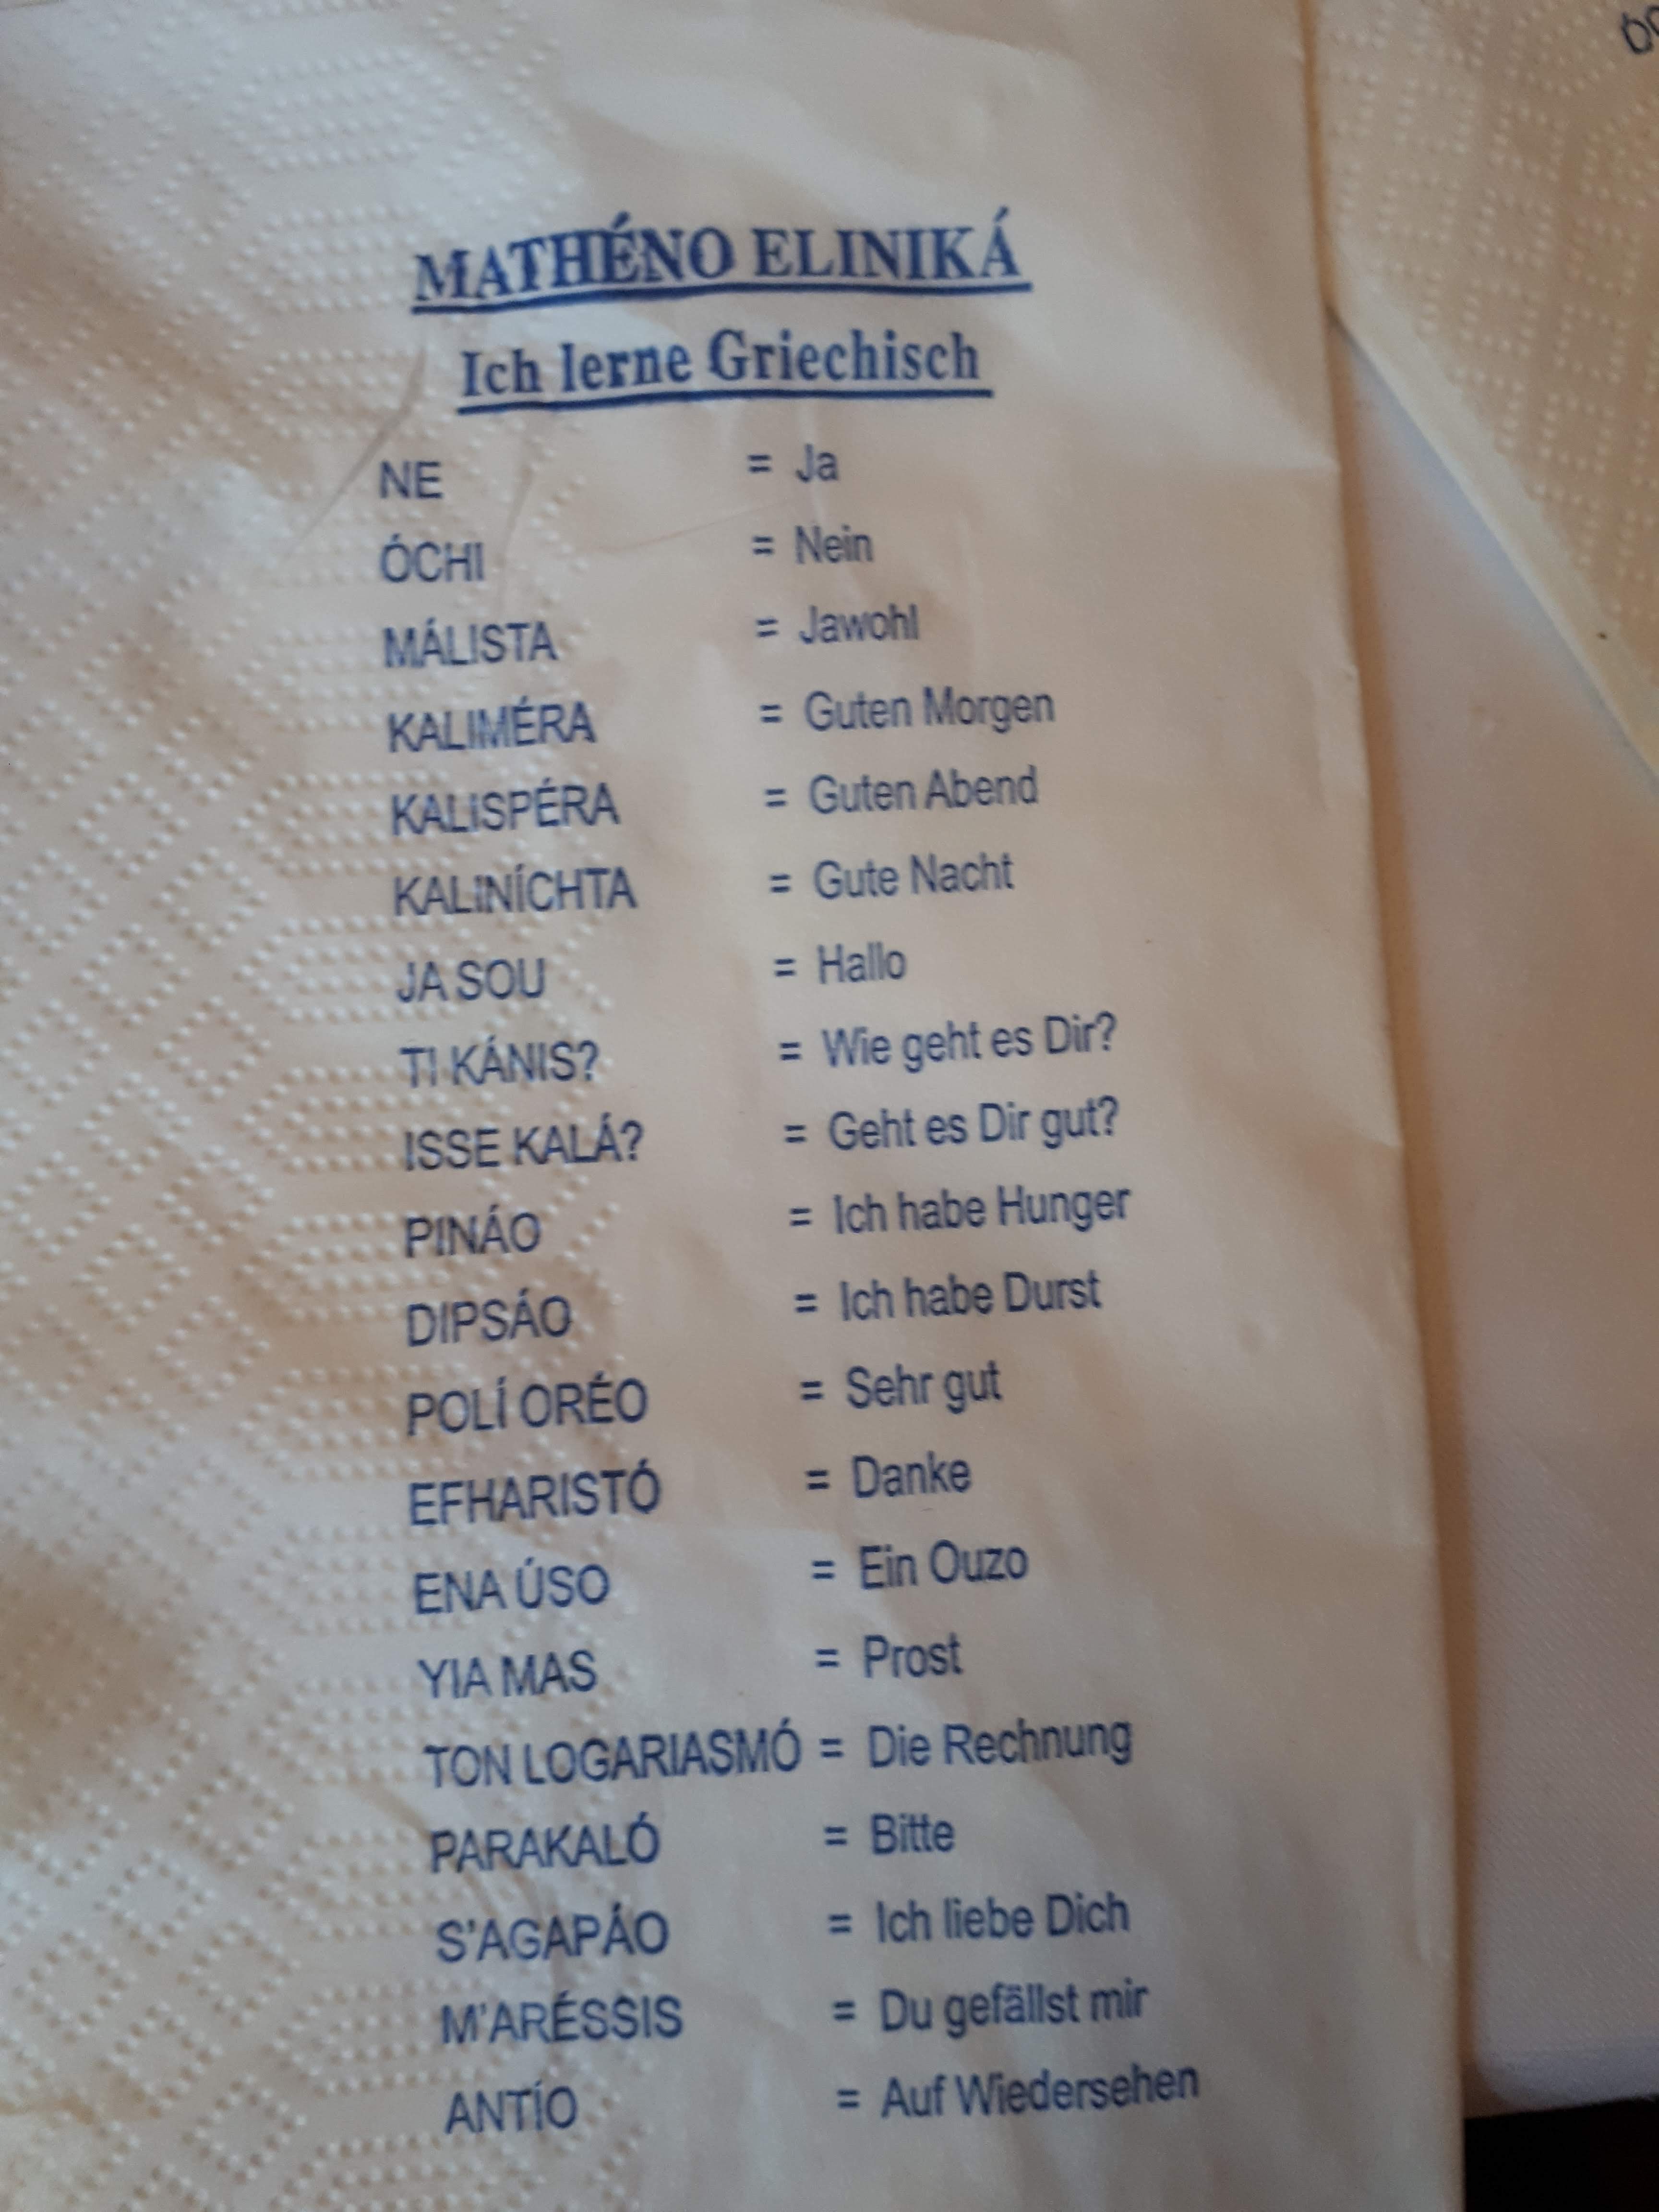 MATHÉNO ELINIKÁ
Ich lerne Griechisch
NE = Ja
ÓCHI = Nein
MÁLISTA = Jawohl
KALIMÉRA = Guten Morgen
KALISPÉRA = Guten Abend
KALINÍCHTA = Gute Nacht
JA SOU = Hallo
TI KÁNIS? = Wie geht es Dir?
ISSE KALÁ? = Geht es Dir gut?
PINÁO = Ich habe Hunger
DIPSÁO = Ich habe Durst
POLÍ ORÉO = Sehr gut
EFHARISTÓ = Danke
ENA ÚSO = Ein Ouzo
YIA MAS = Prost
TON LOGARIASMÓ = Die Rechnung
PARAKALÓ = Bitte
S'AGAPÁO = Ich liebe Dich
M'ARÉSSIS = Du gefällst mir
ANTÍO = Auf Wiedersehen